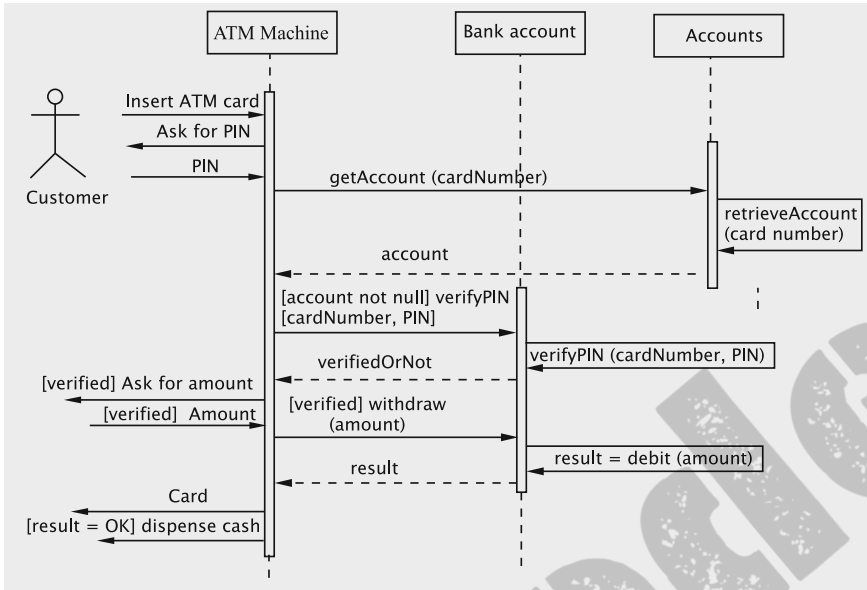 ATM Machine
Bank account
Accounts
Insert ATM card
Ask for PIN
PIN
Customer
getAccount (cardNumber)
retrieveAccount
(card number)
account
[account not null] verifyPIN
[cardNumber, PIN]
verifyPIN (cardNumber, PIN)
verifiedOrNot
[verified] Ask for amount
[verified] Amount
[verified] withdraw
(amount)
result = debit (amount)
result
Card
[result = OK] dispense cash